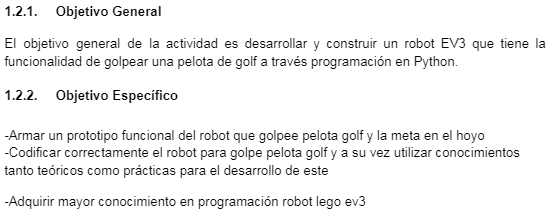 1.2.1. Objetivo General
El objetivo general de la actividad es desarrollar y construir un robot EV3 que tiene la
funcionalidad de golpear una pelota de golf a través programación en Python.
1.2.2. Objetivo Específico
-Armar un prototipo funcional del robot que golpee pelota golf y la meta en el hoyo
-Codificar correctamente el robot para golpe pelota golf y a su vez utilizar conocimientos
tanto teóricos como prácticas para el desarrollo de este
-Adquirir mayor conocimiento en programación robot lego ev3